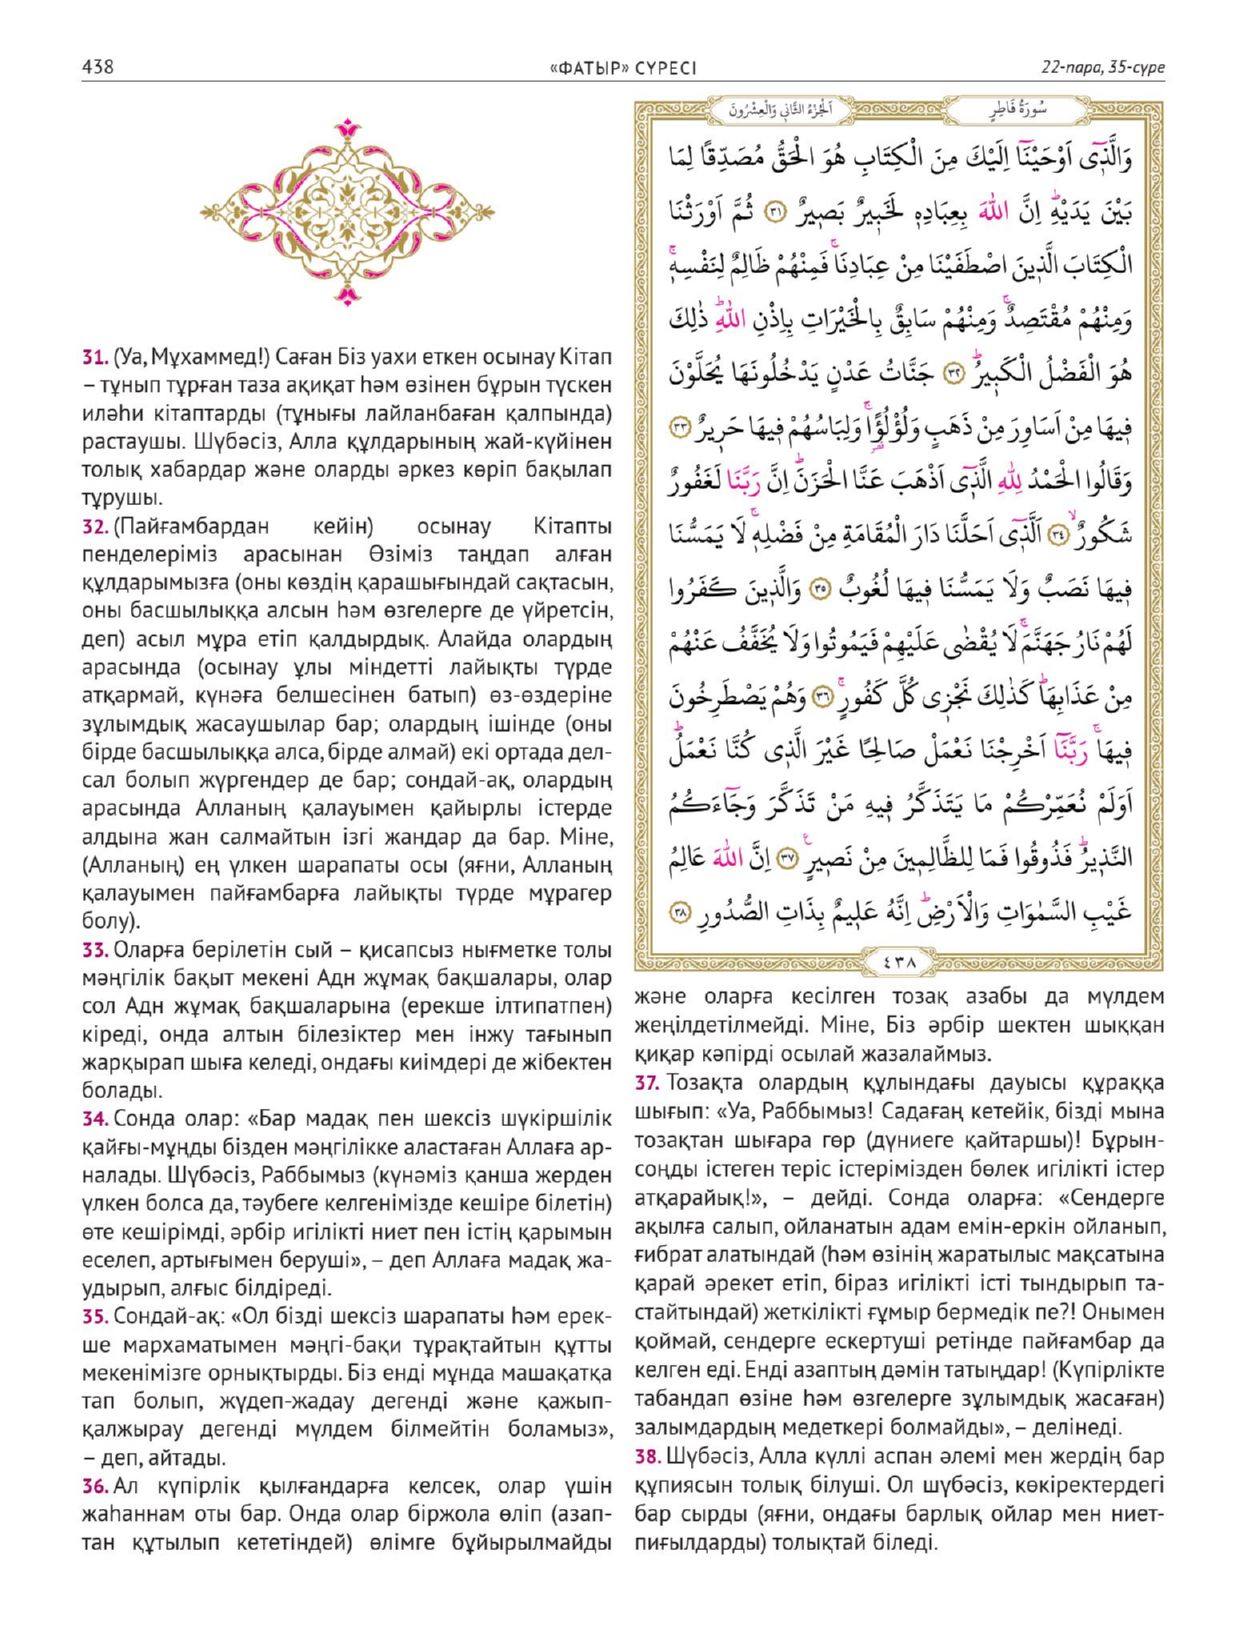 438
«ФАТЫР» СҮРЕСІ
22-пара, 35-сүре
31. (Уа, Мұхаммед!) Саған Біз уахи еткен осынау Кітап
– тұнып тұрған таза ақиқат һәм өзінен бұрын түскен
иләһи кітаптарды (тұнығы лайланбаған қалпында)
растаушы. Шүбәсіз, Алла құлдарының жай-күйінен
толық хабардар және оларды әркез көріп бақылап
тұрушы.
32. (Пайғамбардан кейін) осынау Кітапты
пенделеріміз арасынан Өзіміз таңдап алған
құлдарымызға (оны көздің қарашығындай сақтасын,
оны басшылыққа алсын һәм өзгелерге де үйретсін,
деп) асыл мұра етіп қалдырдық. Алайда олардың
арасында (осынау ұлы міндетті лайықты түрде
атқармай, күнәға белшесінен батып) өз-өздеріне
зұлымдық жасаушылар бар; олардың ішінде (оны
бірде басшылыққа алса, бірде алмай) екі ортада дел-
сал болып жүргендер де бар; сондай-ақ, олардың
арасында Алланың қалауымен қайырлы істерде
алдына жан салмайтын ізгі жандар да бар. Міне,
(Алланың) ең үлкен шарапаты осы (яғни, Алланың
қалауымен пайғамбарға лайықты түрде мұрагер
болу).
33. Оларға берілетін сый – қисапсыз нығметке толы
мәңгілік бақыт мекені Адн жұмақ бақшалары, олар
сол Адн жұмақ бақшаларына (ерекше ілтипатпен)
кіреді, онда алтын білезіктер мен інжу тағынып
жарқырап шыға келеді, ондағы киімдері де жібектен
болады.
34. Сонда олар: «Бар мадақ пен шексіз шүкіршілік
қайғы-мұңды бізден мәңгілікке аластаған Аллаға ар-
налады. Шүбәсіз, Раббымыз (күнәміз қанша жерден
үлкен болса да, тәубеге келгенімізде кешіре білетін)
өте кешірімді, әрбір игілікті ниет пен істің қарымын
еселеп, артығымен беруші», – деп Аллаға мадақ жа-
удырып, алғыс білдіреді.
35. Сондай-ақ: «Ол бізді шексіз шарапаты һәм ерек-
ше мархаматымен мәңгі-бақи тұрақтайтын құтты
мекенімізге орнықтырды. Біз енді мұнда машақатқа
тап болып, жүдеп-жадау дегенді және қажып-
қалжырау дегенді мүлдем білмейтін боламыз»,
– деп, айтады.
36. Ал күпірлік қылғандарға келсек, олар үшін
жаһаннам оты бар. Онда олар біржола өліп (азап-
тан құтылып кететіндей) өлімге бұйырылмайды
الْجُزْءُ الثَّانِي وَالْعِشْرُونَ
سُورَةُ فَاطِرٍ
وَالَّذِٓي اَوْحَيْنَٓا اِلَيْكَ مِنَ الْكِتَابِ هُوَ الْحَقُّ مُصَدِّقًا لِمَا
بَيْنَ يَدَيْهِۜ اِنَّ اللّٰهَ بِعِبَادِهٖ لَخَبِيرٌ بَصِيرٌ ٣١ ثُمَّ اَوْرَثْنَا
الْكِتَابَ الَّذِينَ اصْطَفَيْنَا مِنْ عِبَادِنَاۚ فَمِنْهُمْ ظَالِمٌ لِنَفْسِهٖۚ
وَمِنْهُمْ مُقْتَصِدٌۚ وَمِنْهُمْ سَابِقٌ بِالْخَيْرَاتِ بِاِذْنِ اللّٰهِۜ ذٰلِكَ
هُوَ الْفَضْلُ الْكَبِيرُۜ ٣٢ جَنَّاتُ عَدْنٍ يَدْخُلُونَهَا يُحَلَّوْنَ
فِيهَا مِنْ اَسَاوِرَ مِنْ ذَهَبٍ وَلُؤْلُؤًاۚ وَلِبَاسُهُمْ فِيهَا حَرِيرٌ ٣٣
وَقَالُوا الْحَمْدُ لِلّٰهِ الَّذِٓي اَذْهَبَ عَنَّا الْحَزَنَۜ اِنَّ رَبَّنَا لَغَفُورٌ
شَكُورٌۙ ٣٤ اَلَّذِٓي اَحَلَّنَا دَارَ الْمُقَامَةِ مِنْ فَضْلِهٖۚ لَا يَمَسُّنَا
فِيهَا نَصَبٌ وَلَا يَمَسُّنَا فِيهَا لُغُوبٌ ٣٥ وَالَّذِينَ كَفَرُوا
لَهُمْ نَارُ جَهَنَّمَۚ لَا يُقْضٰى عَلَيْهِمْ فَيَمُوتُوا وَلَا يُخَفَّفُ عَنْهُمْ
مِنْ عَذَابِهَاۜ كَذٰلِكَ نَجْزِي كُلَّ كَفُورٍۚ ٣٦ وَهُمْ يَصْطَرِخُونَ
فِيهَاۚ رَبَّنَٓا اَخْرِجْنَا نَعْمَلْ صَالِحًا غَيْرَ الَّذِي كُنَّا نَعْمَلُۜ
اَوَلَمْ نُعَمِّرْكُمْ مَا يَتَذَكَّرُ فِيهِ مَنْ تَذَكَّرَ وَجَٓاءَكُمُ
النَّذِيرُۜ فَذُوقُوا فَمَا لِلظَّالِمِينَ مِنْ نَصِيرٍ ٣٧ اِنَّ اللّٰهَ عَالِمُ
غَيْبِ السَّمٰوَاتِ وَالْاَرْضِۜ اِنَّهُ عَلِيمٌ بِذَاتِ الصُّدُورِ ٣٨
٤٣٨
және оларға кесілген тозақ азабы да мүлдем
жеңілдетілмейді. Міне, Біз әрбір шектен шыққан
қиқар кәпірді осылай жазалаймыз.
37. Тозақта олардың құлындағы дауысы құраққа
шығып: «Уа, Раббымыз! Садағаң кетейік, бізді мына
тозақтан шығара гөр (дүниеге қайтаршы)! Бұрын-
соңды істеген теріс істерімізден бөлек игілікті істер
атқарайық!», – дейді. Сонда оларға: «Сендерге
ақылға салып, ойланатын адам емін-еркін ойланып,
ғибрат алатындай (һәм өзінің жаратылыс мақсатына
қарай әрекет етіп, біраз игілікті істі тындырып та-
стайтындай) жеткілікті ғұмыр бермедік пе?! Онымен
қоймай, сендерге ескертуші ретінде пайғамбар да
келген еді. Енді азаптың дәмін татыңдар! (Күпірлікте
табандап өзіне һәм өзгелерге зұлымдық жасаған)
залымдардың медеткері болмайды», – делінеді.
38. Шүбәсіз, Алла күллі аспан әлемі мен жердің бар
құпиясын толық білуші. Ол шүбәсіз, көкіректердегі
бар сырды (яғни, ондағы барлық ойлар мен ниет-
пиғылдарды) толықтай біледі.